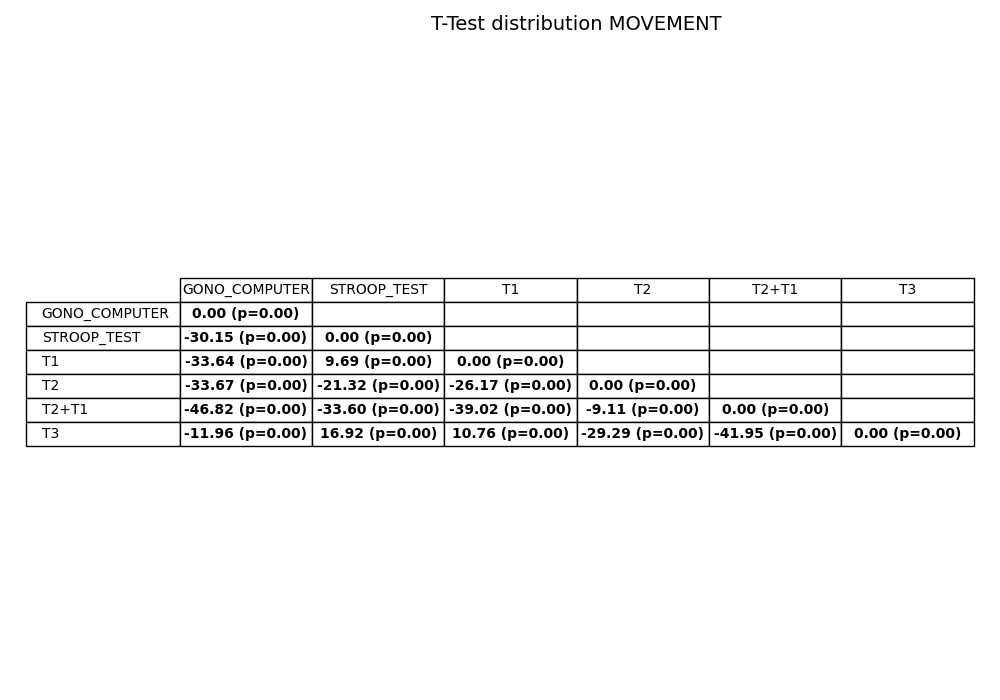 T-Test distribution MOVEMENT
GONO_COMPUTER STROOP_TEST T1 T2 T2+T1 T3
GONO_COMPUTER 0.00 (p=0.00)
STROOP_TEST -30.15 (p=0.00) 0.00 (p=0.00)
T1 -33.64 (p=0.00) 9.69 (p=0.00) 0.00 (p=0.00)
T2 -33.67 (p=0.00) -21.32 (p=0.00) -26.17 (p=0.00) 0.00 (p=0.00)
T2+T1 -46.82 (p=0.00) -33.60 (p=0.00) -39.02 (p=0.00) -9.11 (p=0.00) 0.00 (p=0.00)
T3 -11.96 (p=0.00) 16.92 (p=0.00) 10.76 (p=0.00) -29.29 (p=0.00) -41.95 (p=0.00) 0.00 (p=0.00)